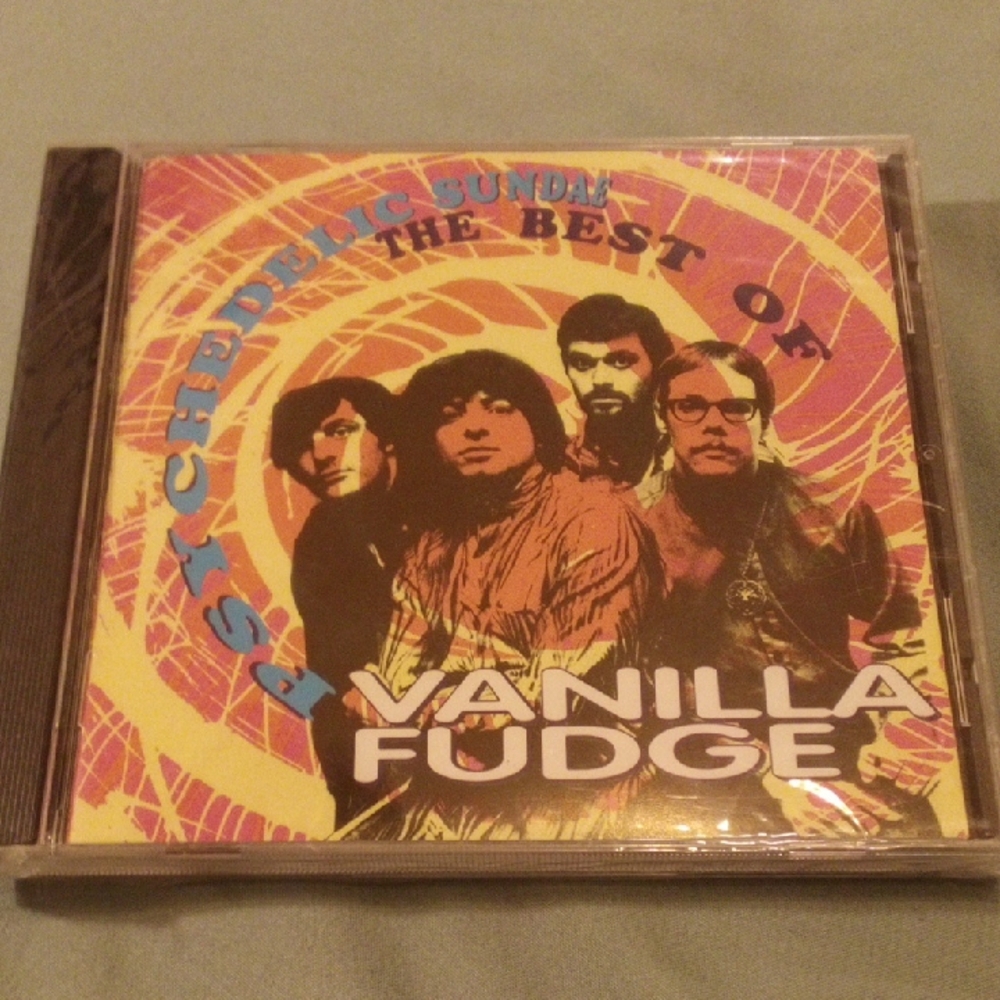 PSYCHEDELIC SUNDAE
THE BEST OF
VANILLA
FUDGE